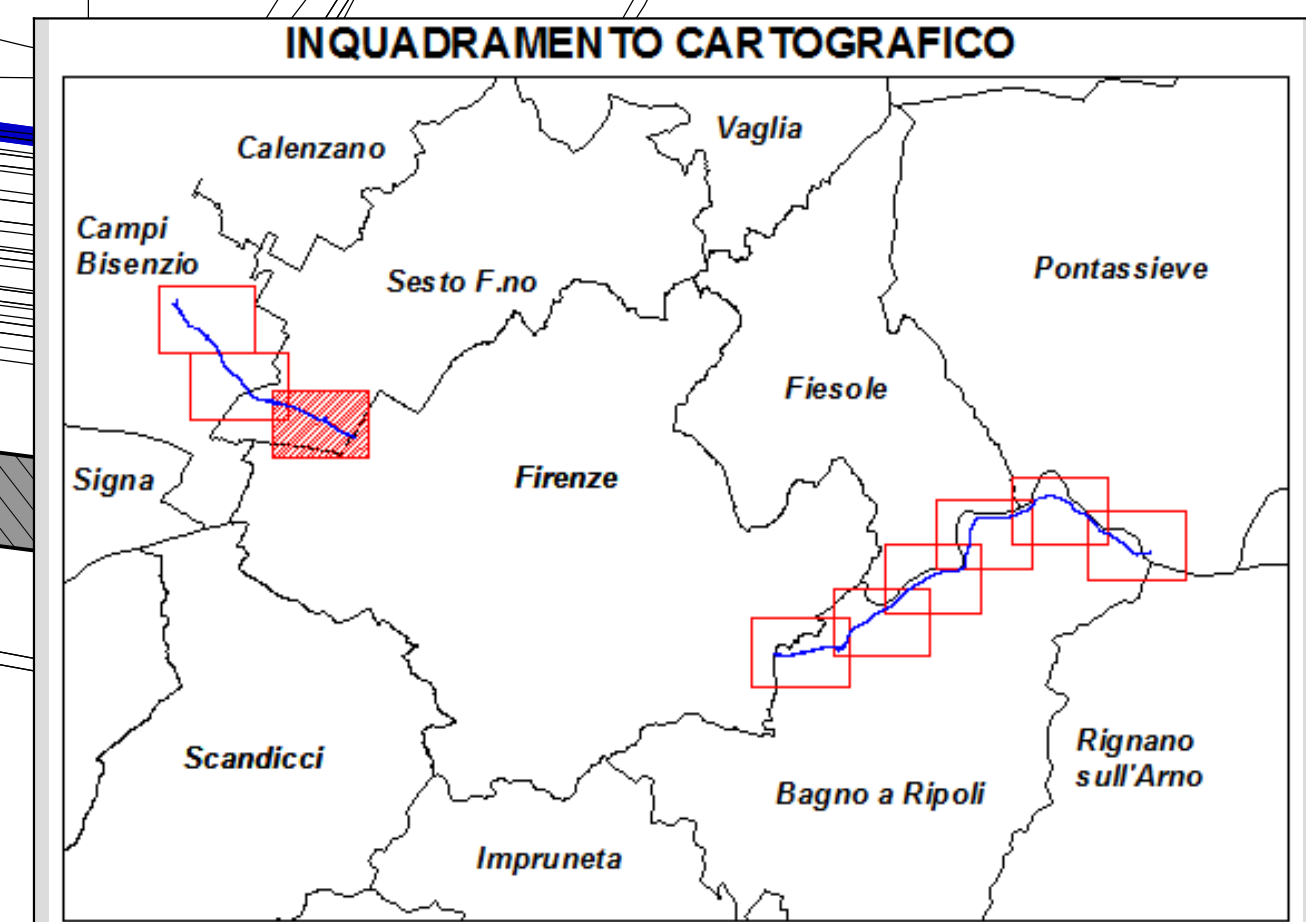 INQUADRAMENTO CARTOGRAFICO
Calenzano
Vaglia
Campi
Bisenzio
Sesto F.no
Pontassieve
Fiesole
Signa
Firenze
Scandicci
Rignano
sull'Arno
Bagno a Ripoli
Impruneta